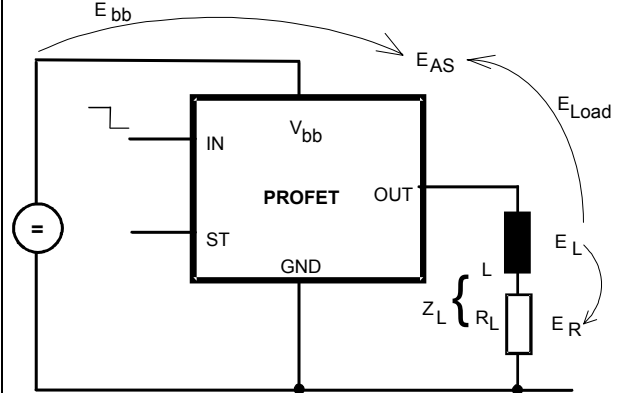 E bb
E AS
E Load
IN
V bb
PROFET
OUT
=
ST
GND
L
E L
Z L { R L
E R